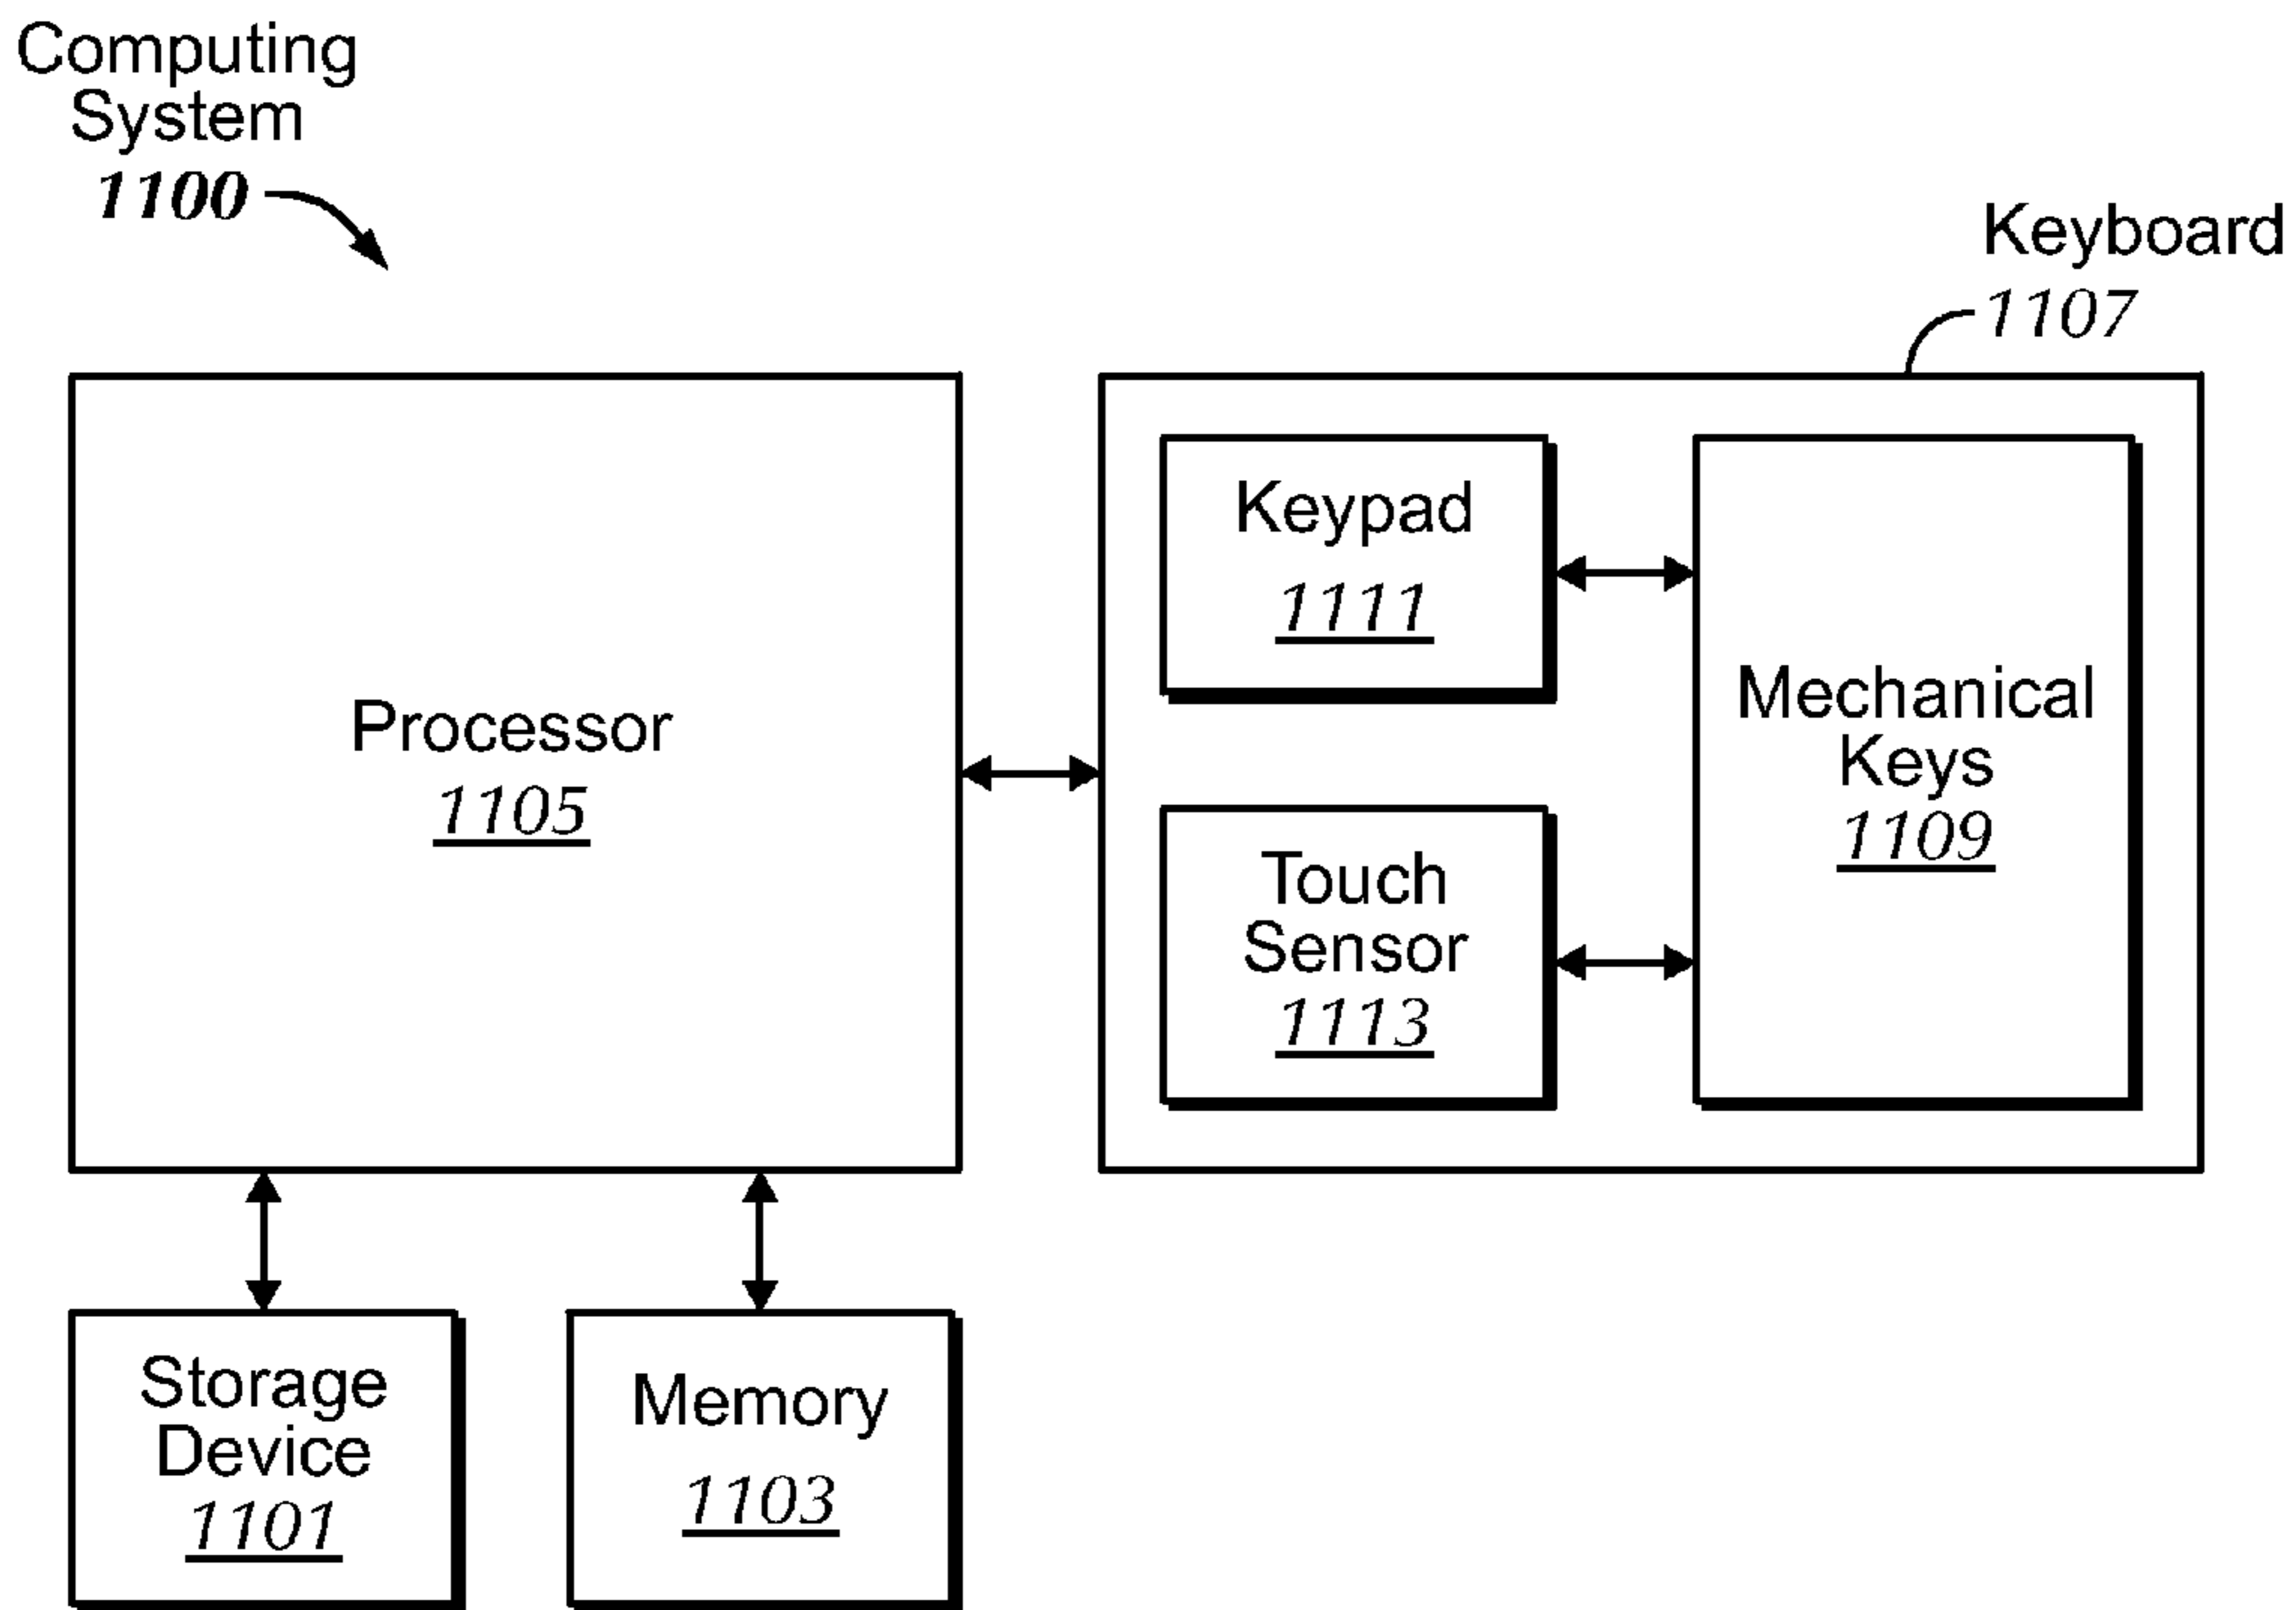 Computing
System
1100
Keyboard
1107
Keypad
1111
Mechanical
Keys
1109
Processor
1105
Touch
Sensor
1113
Storage
Device
1101
Memory
1103